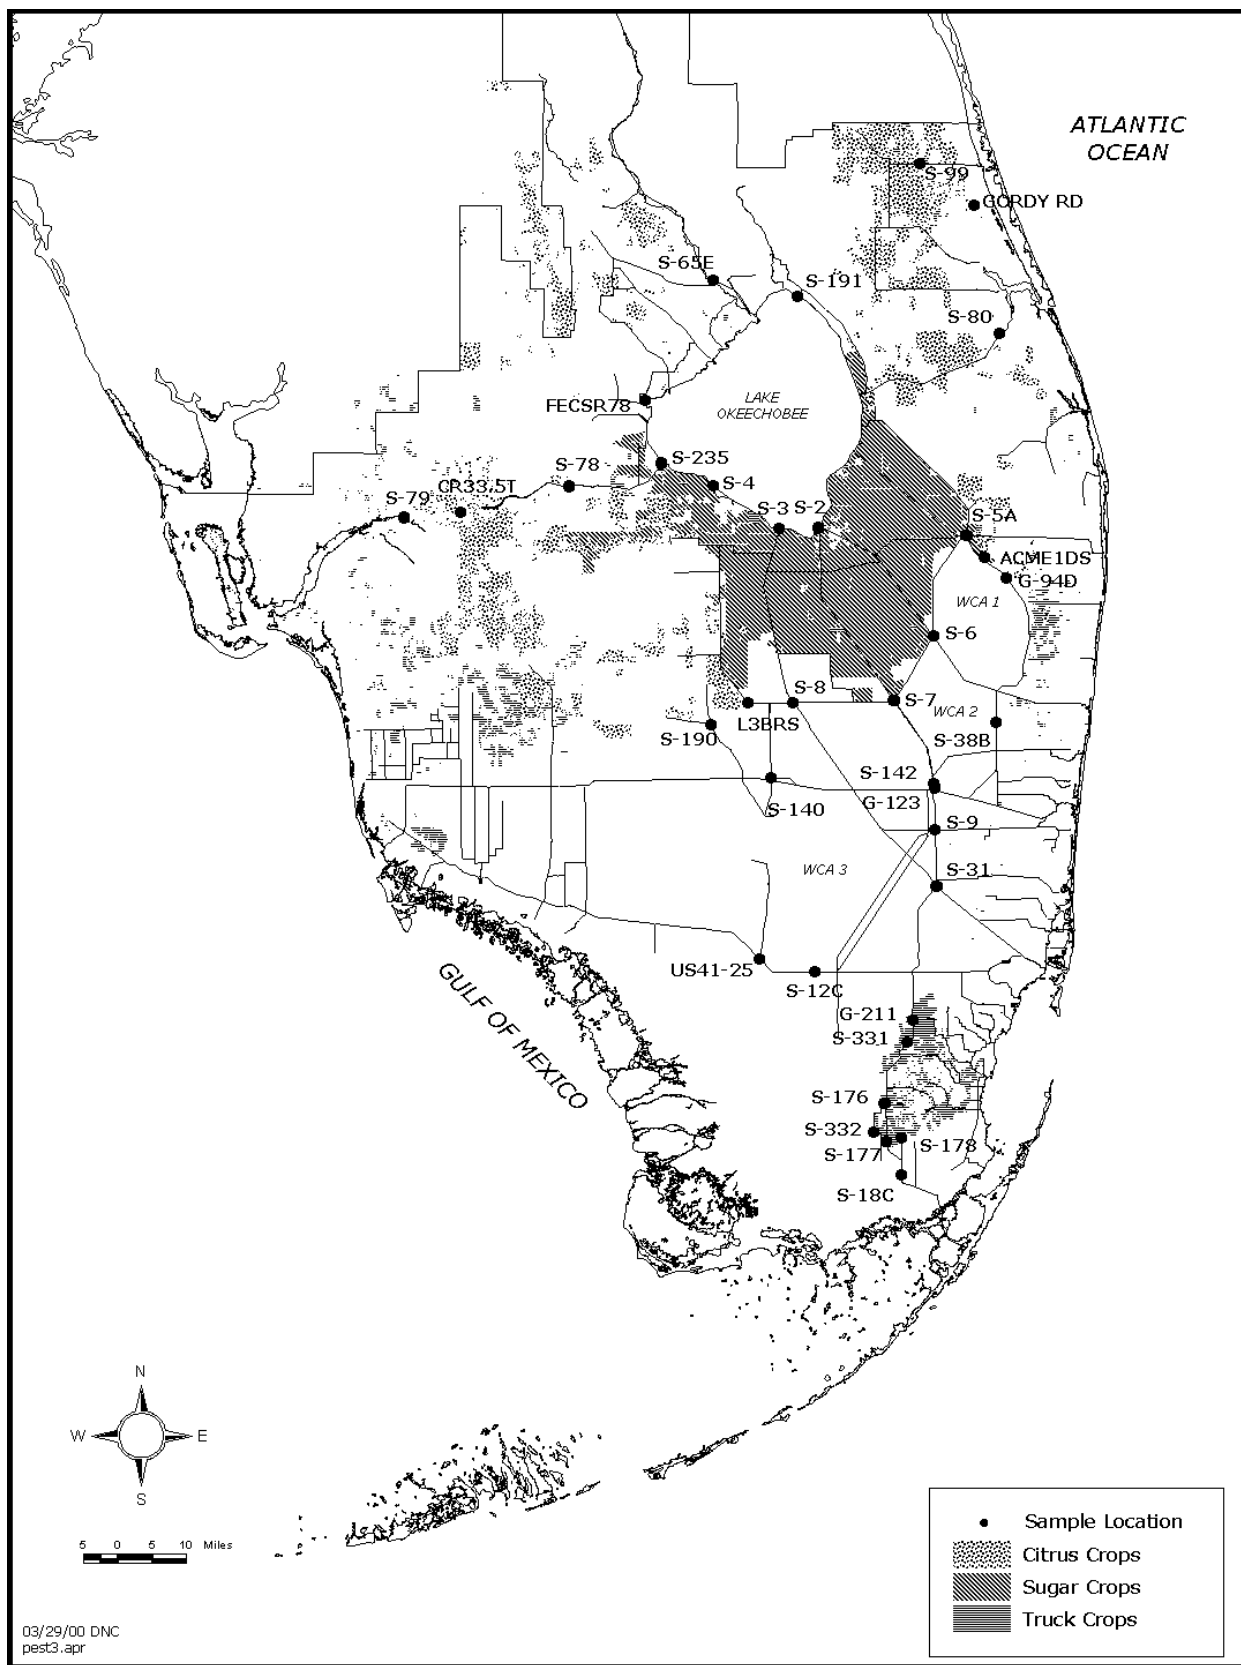 ATLANTIC
OCEAN
S-99
GORDY RD
S-65E
S-191
S-80
LAKE
OKEECHOBEE
FECSR78
S-235
S-78
S-4
CR33.5T
S-79
S-3
S-2
S-5A
ACME1DS
G-94D
WCA 1
S-6
S-8
S-7
L3BRS
WCA 2
S-190
S-38B
S-142
G-123
S-140
S-9
WCA 3
S-31
US41-25
S-12C
GULF OF MEXICO
G-211
S-331
S-176
S-332
S-178
S-177
S-18C
N
W
E
S
5 0 5 10 Miles
Sample Location
Citrus Crops
Sugar Crops
Truck Crops
03/29/00 DNC
pest3.apr